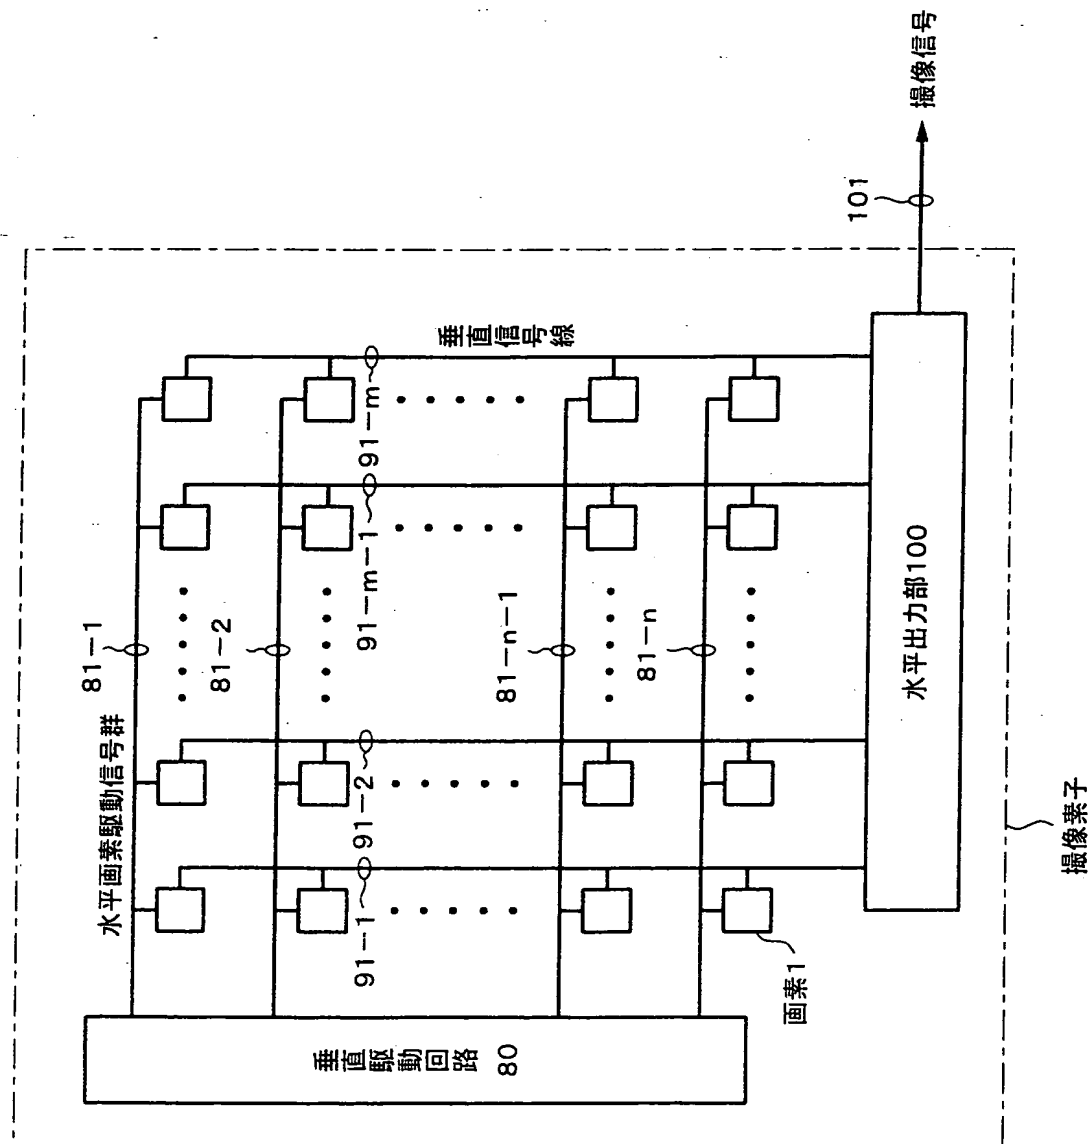 水平画素駆動信号群
81-1
81-2
81-n-1
81-n
91-1
91-2
91-m-1
91-m
垂直信号線
垂直駆動回路
80
画素1
水平出力部100
101
撮像信号
撮像素子